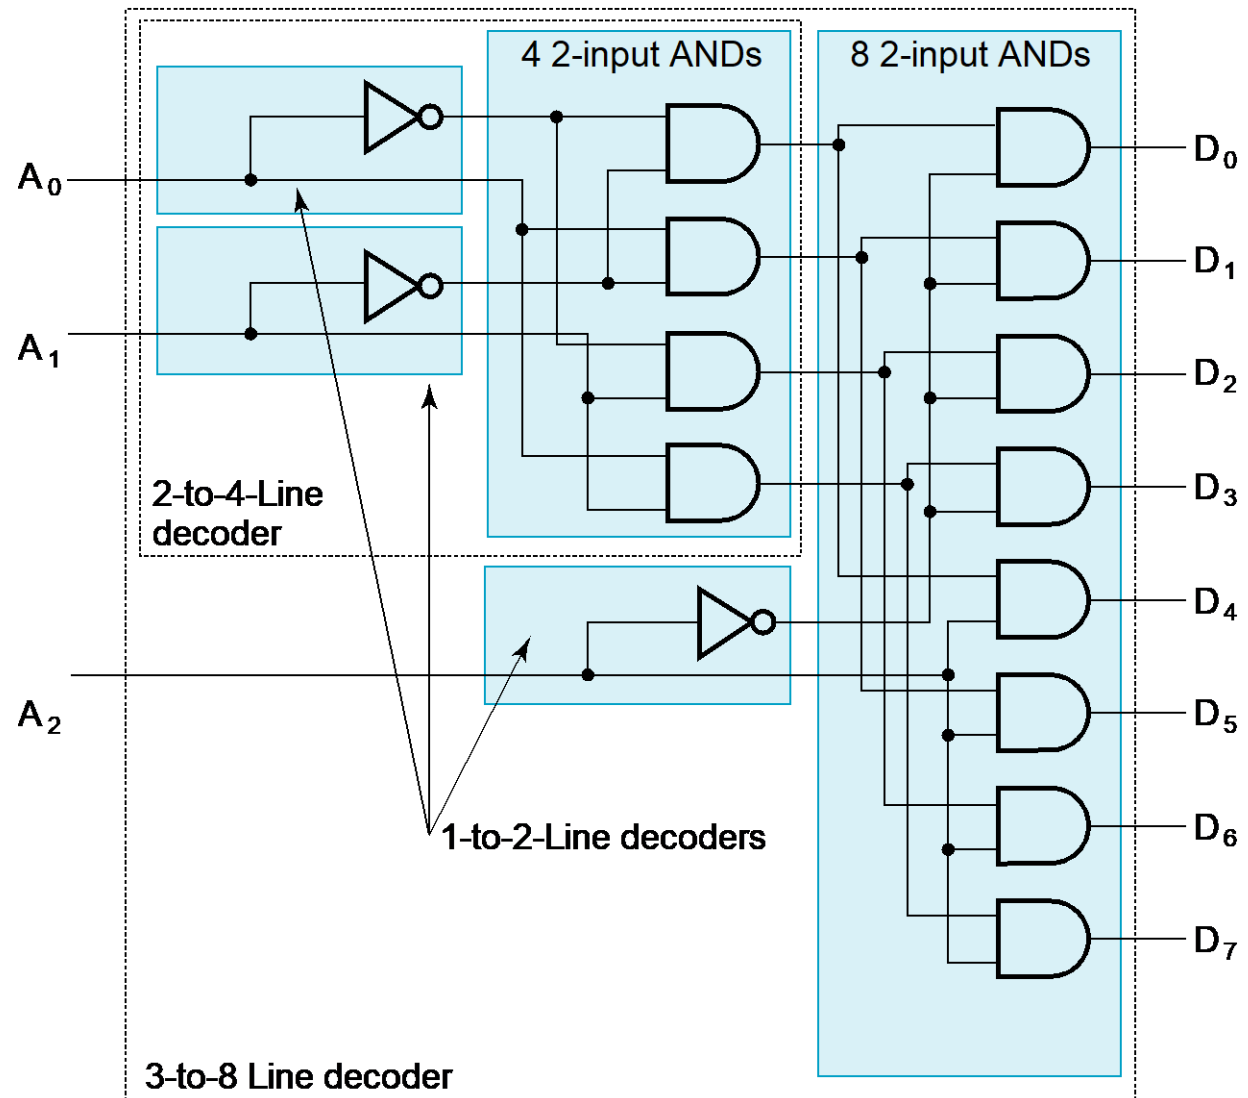 4 2-input ANDs
8 2-input ANDs
A0
A1
A2
2-to-4-Line
decoder
1-to-2-Line decoders
3-to-8 Line decoder
D0
D1
D2
D3
D4
D5
D6
D7